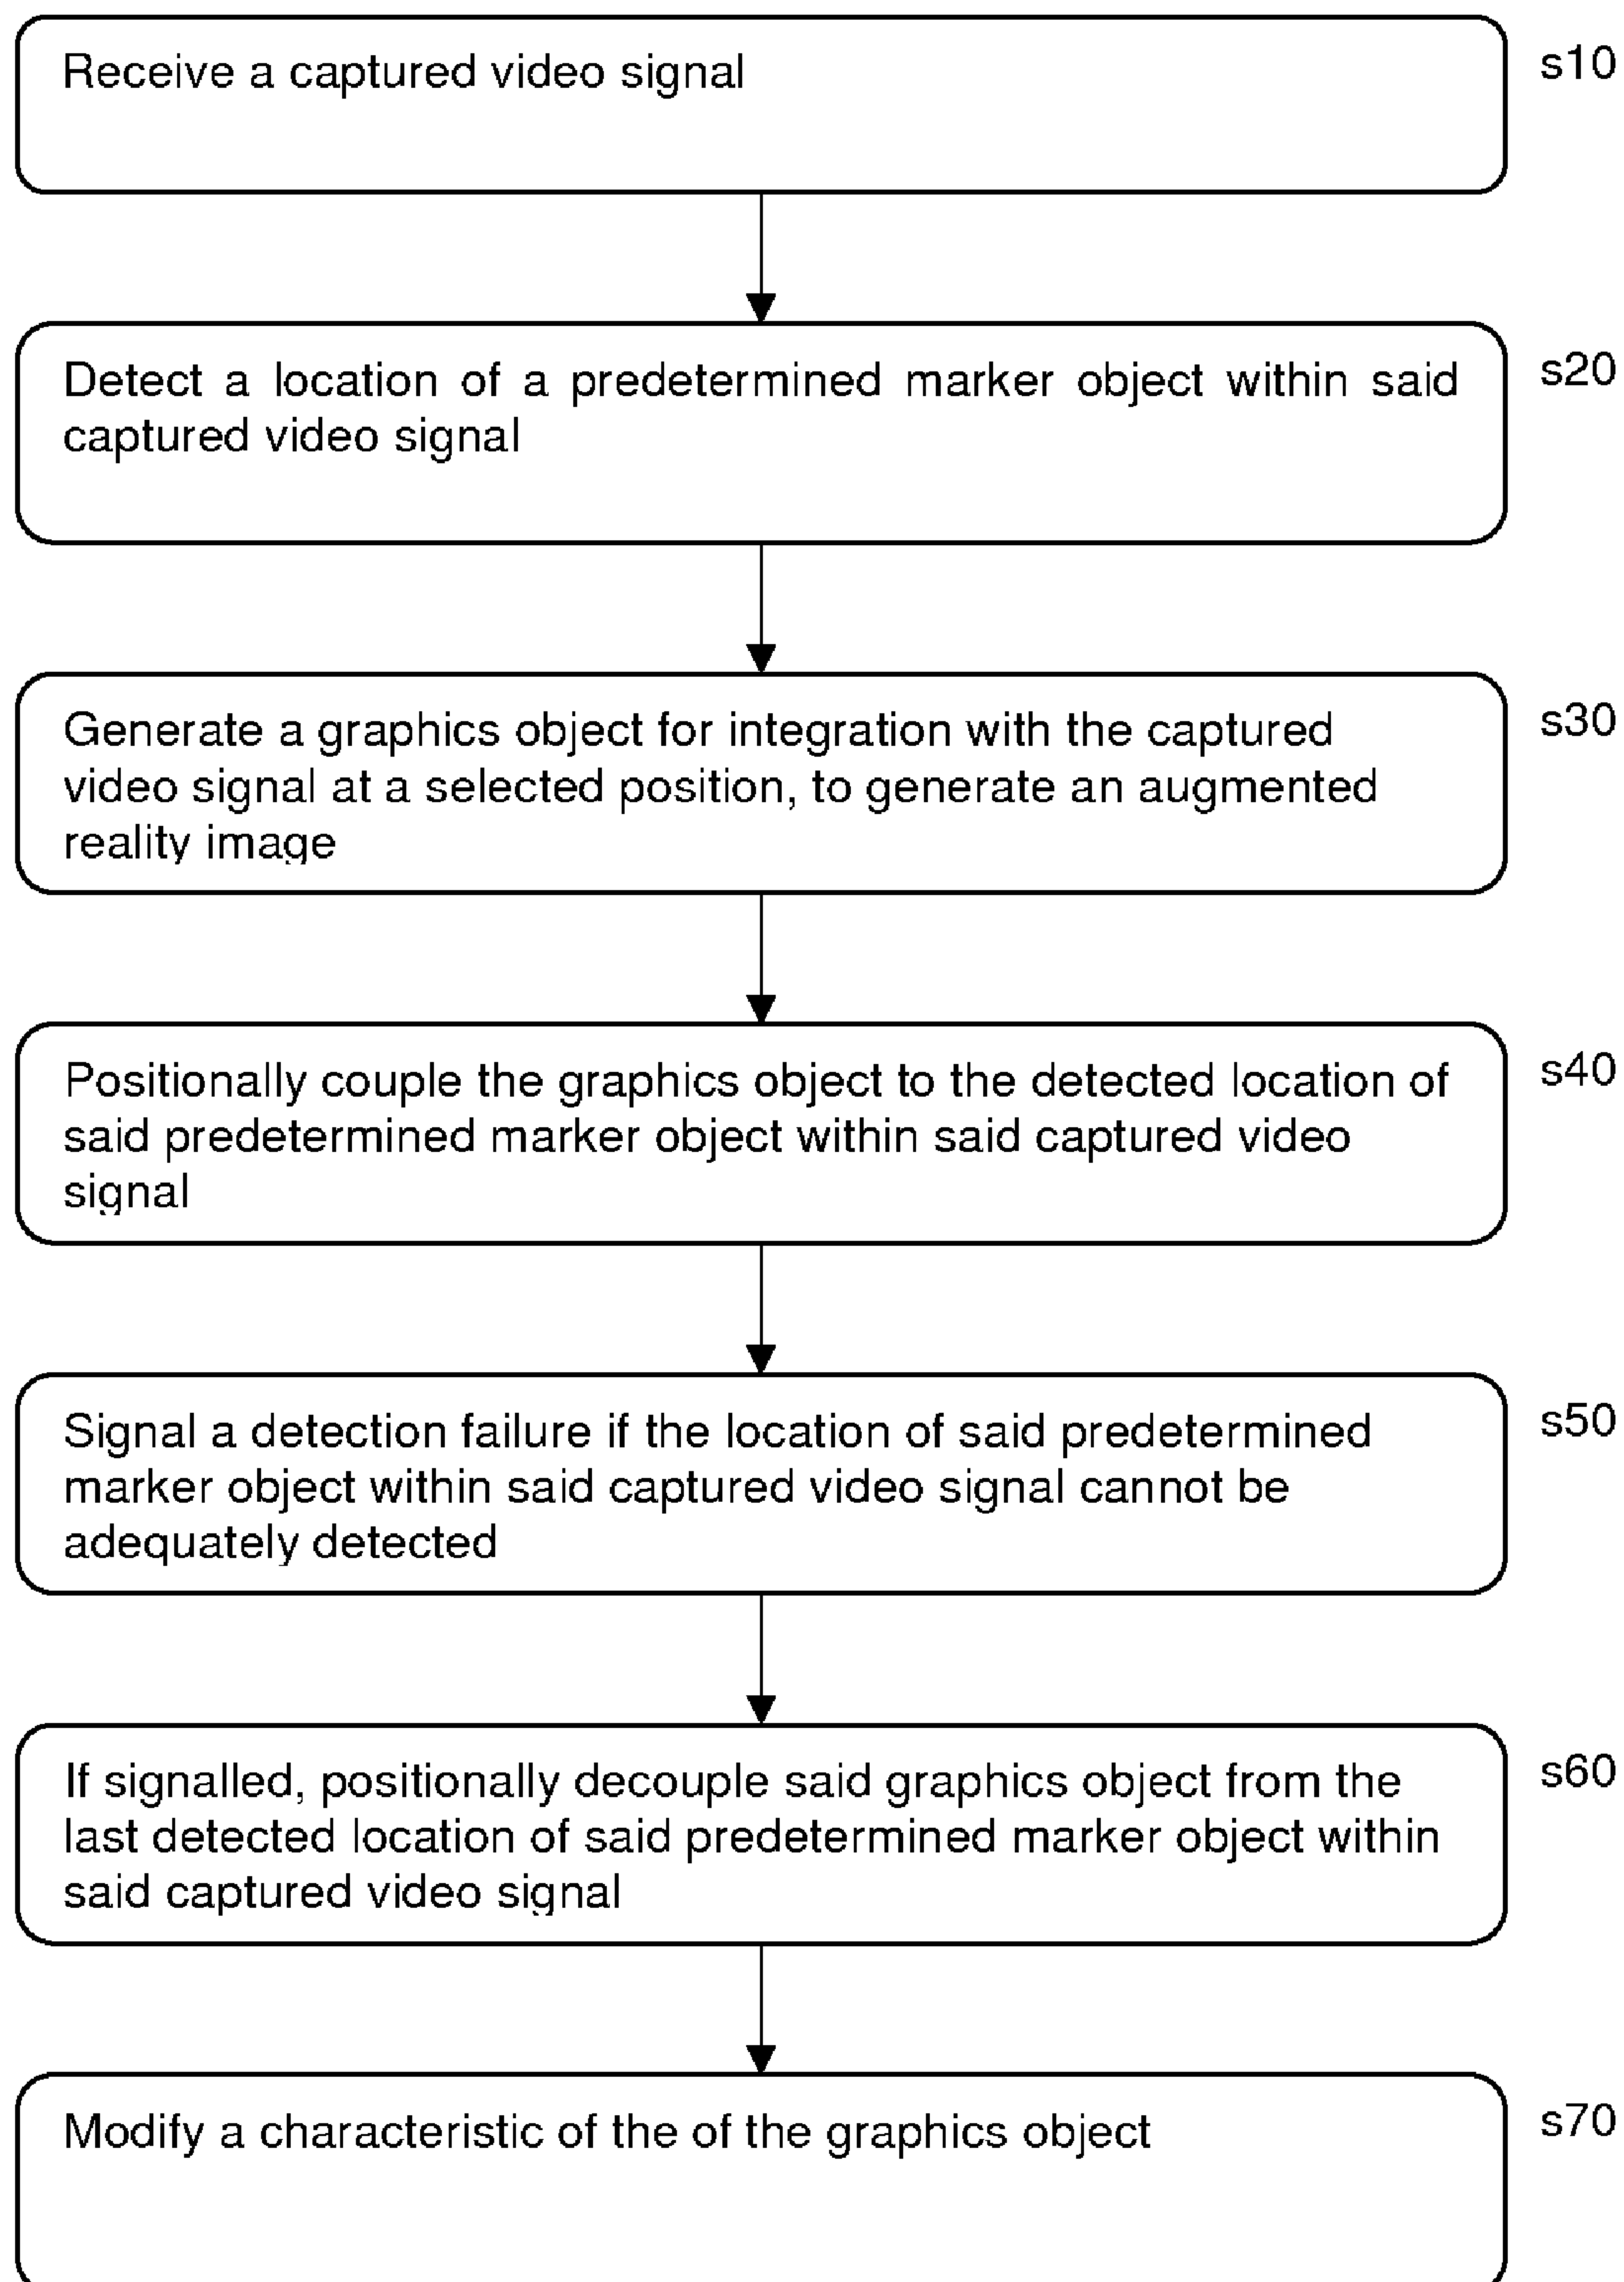 Receive a captured video signal
s10
Detect a location of a predetermined marker object within said
captured video signal
s20
Generate a graphics object for integration with the captured
video signal at a selected position, to generate an augmented
reality image
s30
Positionally couple the graphics object to the detected location of
said predetermined marker object within said captured video
signal
s40
Signal a detection failure if the location of said predetermined
marker object within said captured video signal cannot be
adequately detected
s50
If signalled, positionally decouple said graphics object from the
last detected location of said predetermined marker object within
said captured video signal
s60
Modify a characteristic of the of the graphics object
s70